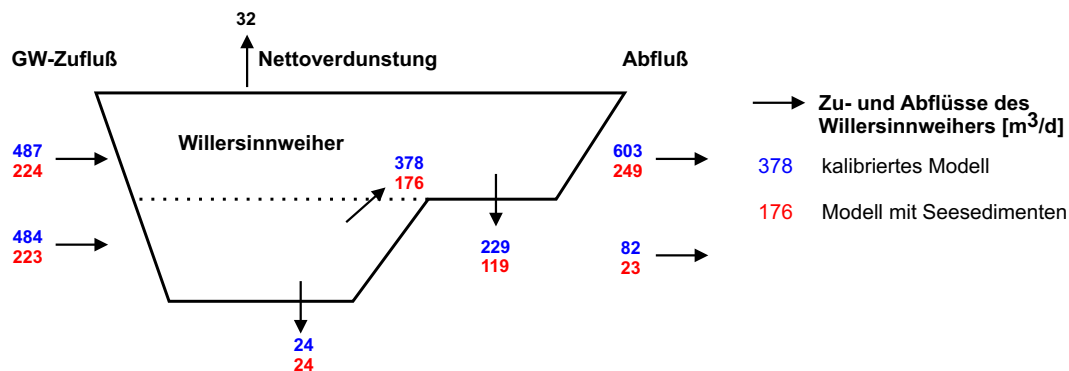 32
GW-Zufluß
Nettoverdunstung
Abfluß
Zu- und Abflüsse des
Willersinnweihers [m³/d]
Willersinnweiher
487
224
378
176
603
249
378 kalibriertes Modell
176 Modell mit Seesedimenten
484
223
229
119
82
23
24
24